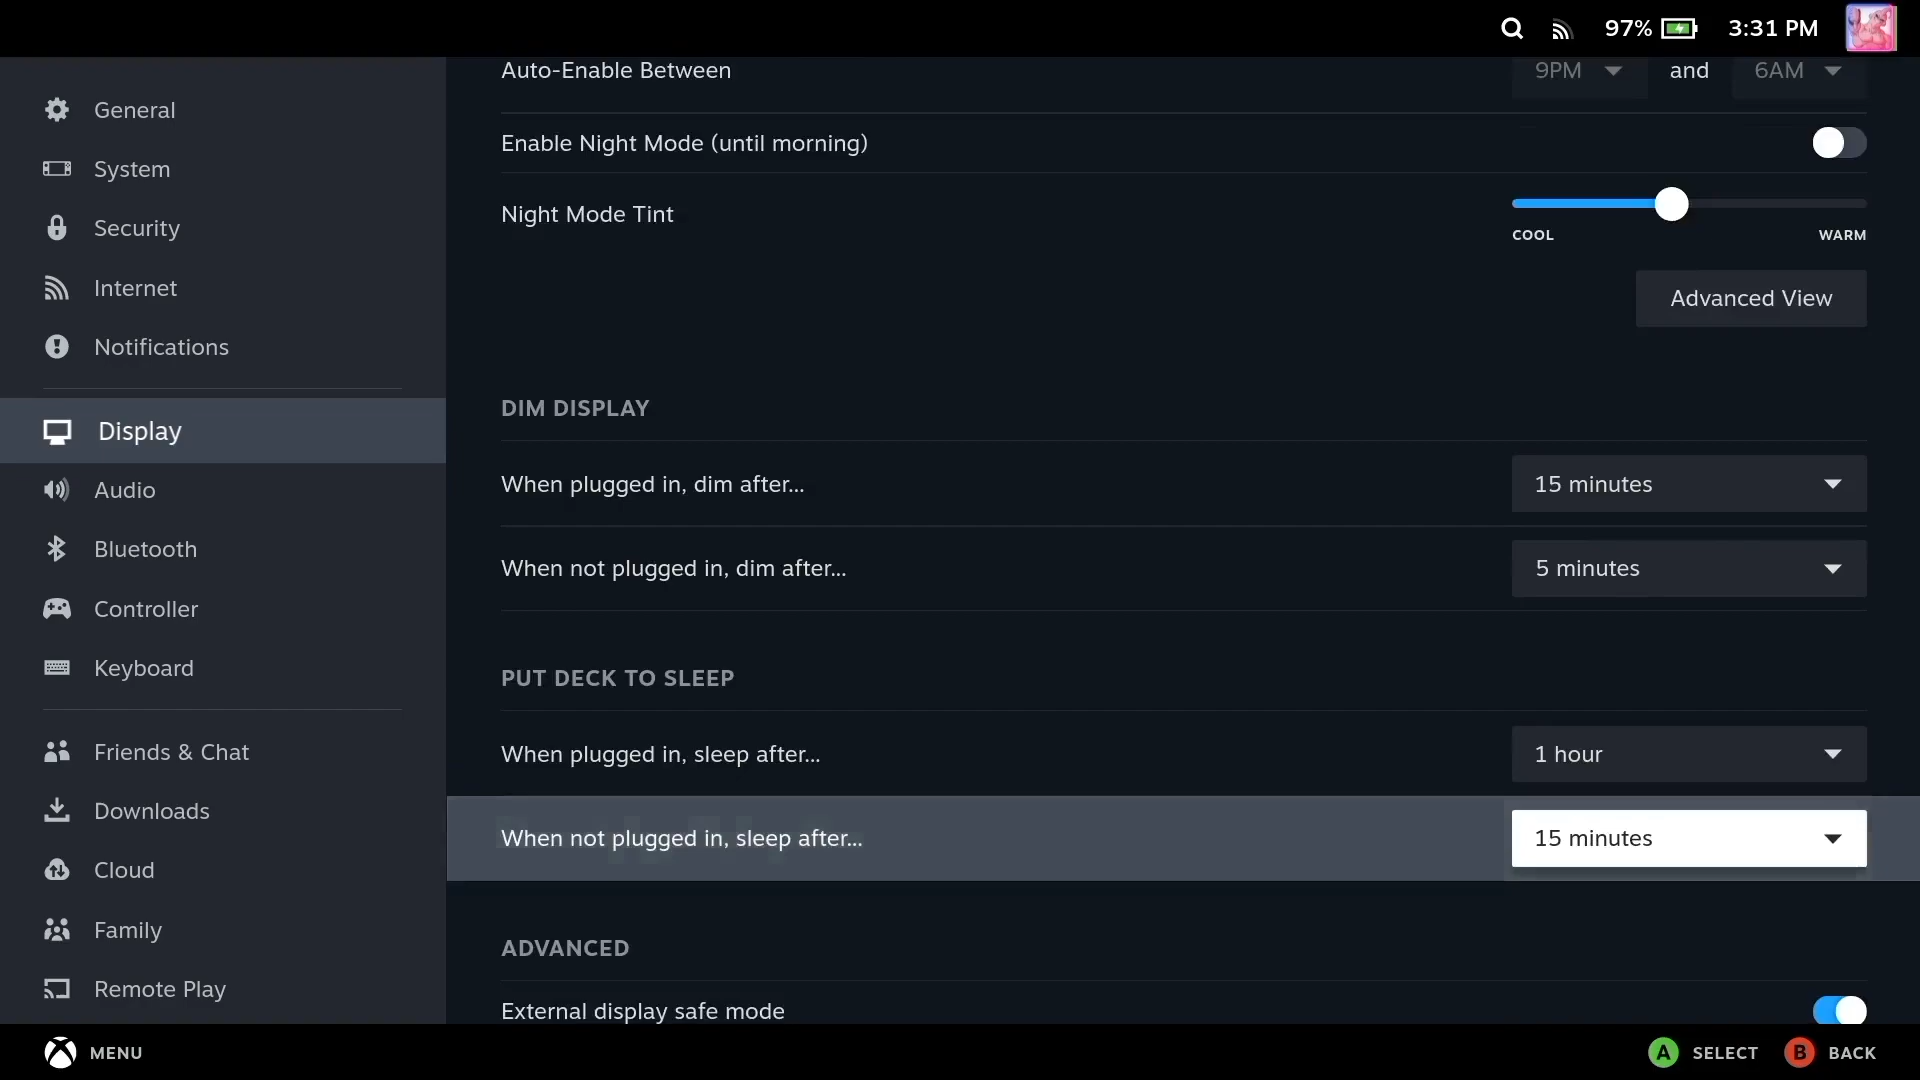 97% 3:31 PM
General
System
Security
Internet
Notifications
Display
Audio
Bluetooth
Controller
Keyboard
Friends & Chat
Downloads
Cloud
Family
Remote Play
Auto-Enable Between 9PM and 6AM
Enable Night Mode (until morning)
Night Mode Tint
COOL WARM
Advanced View
DIM DISPLAY
When plugged in, dim after... 15 minutes
When not plugged in, dim after... 5 minutes
PUT DECK TO SLEEP
When plugged in, sleep after... 1 hour
When not plugged in, sleep after... 15 minutes
ADVANCED
External display safe mode
MENU A SELECT B BACK